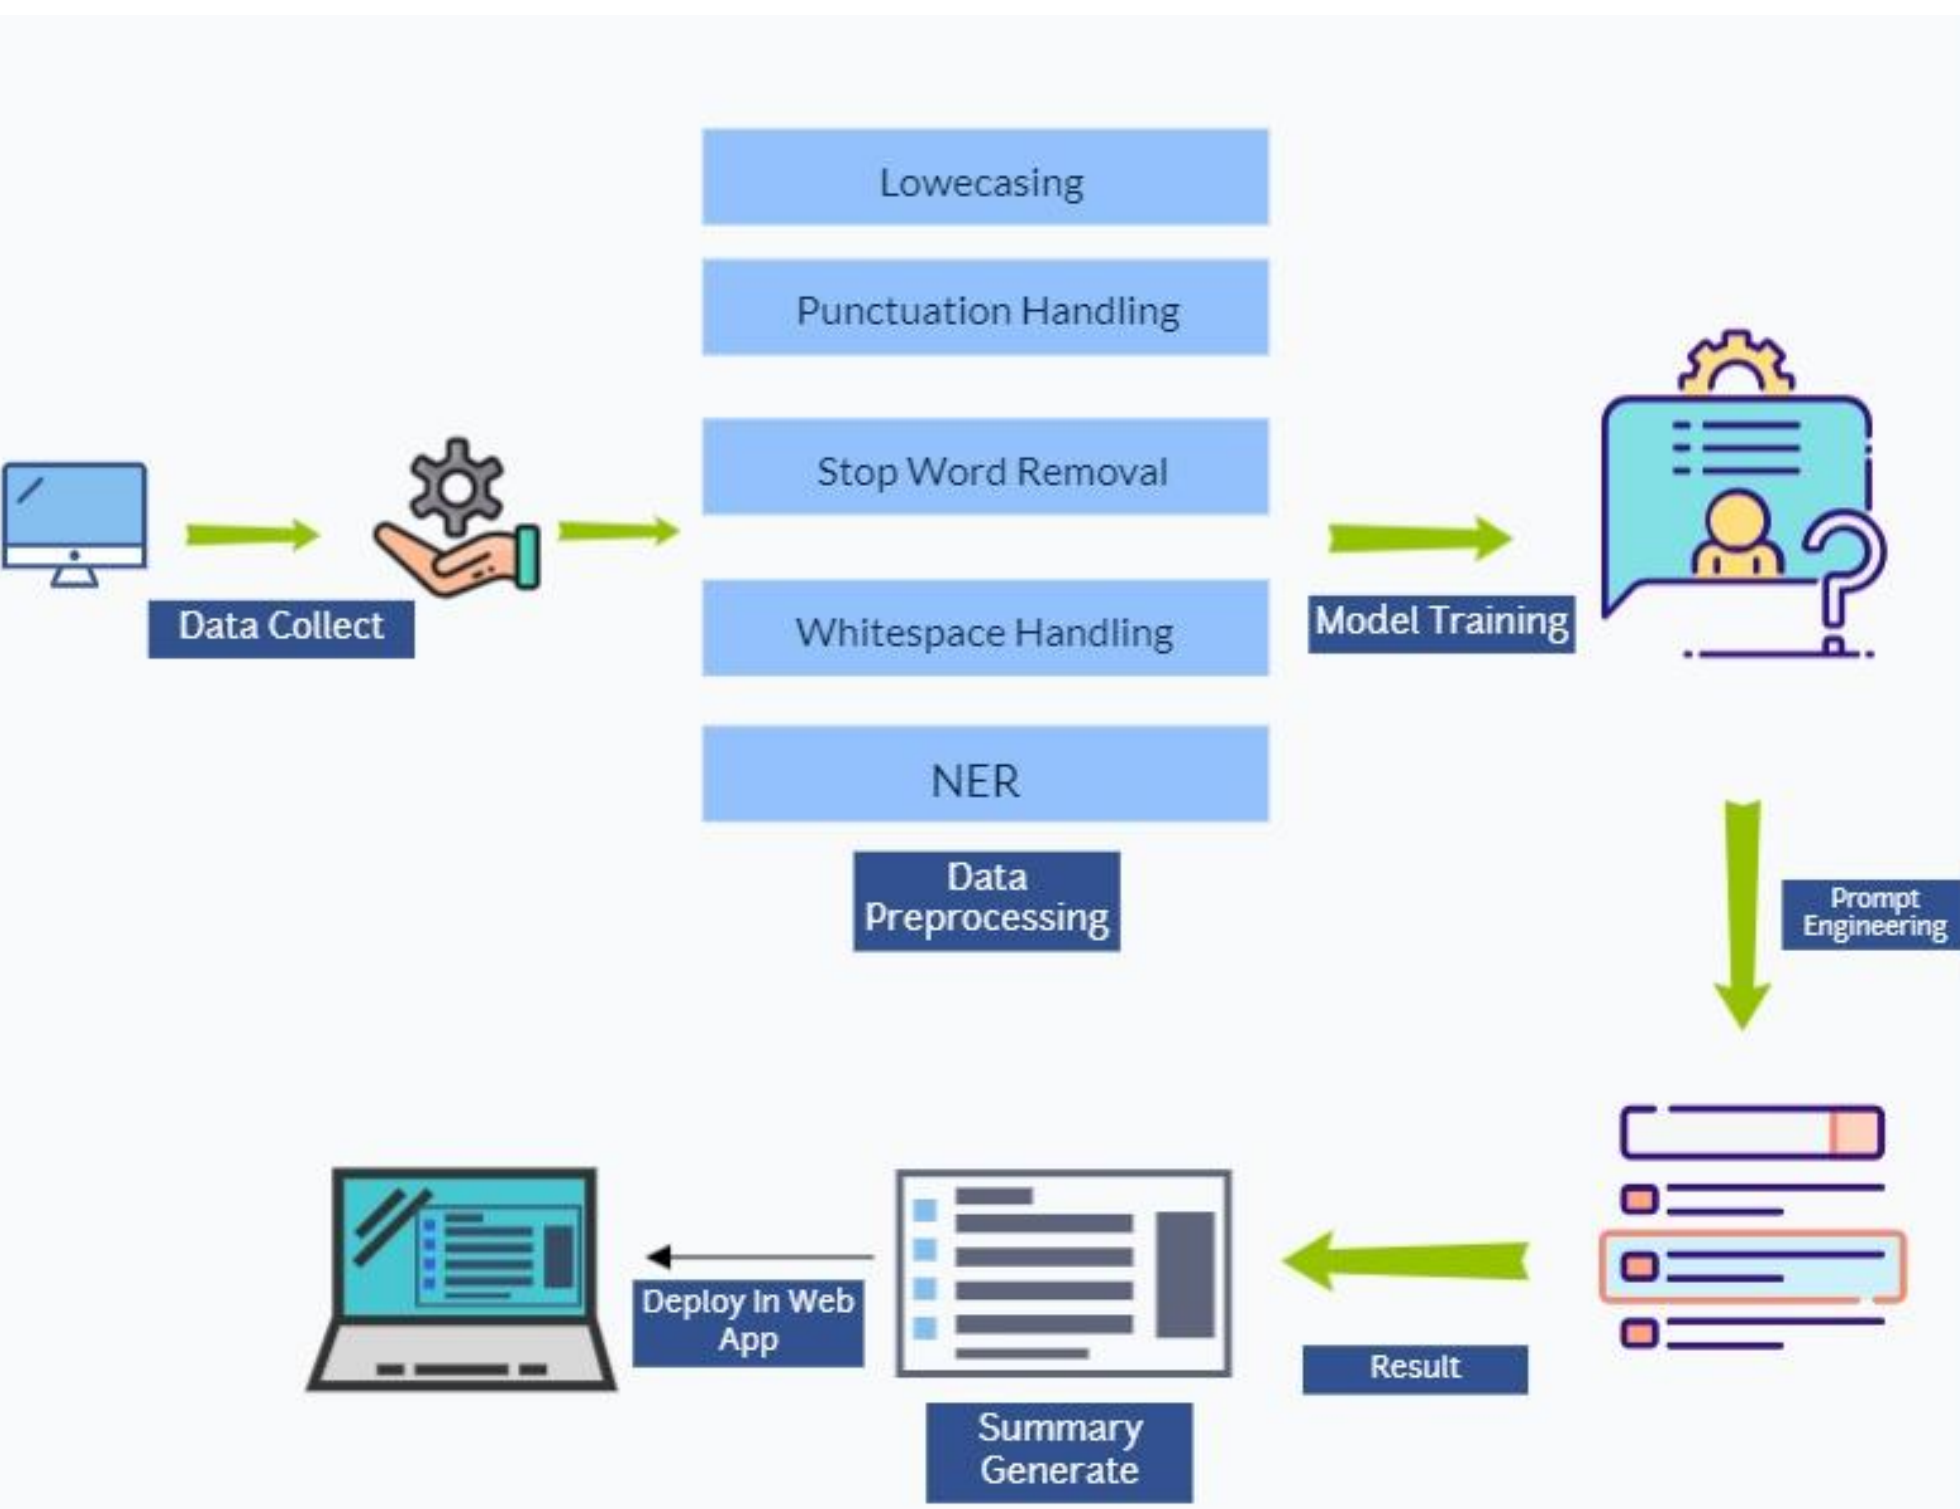 Lowecasing
Punctuation Handling
Stop Word Removal
Whitespace Handling
NER
Data Collect
Data
Preprocessing
Model Training
Prompt
Engineering
Result
Summary
Generate
Deploy In Web
App